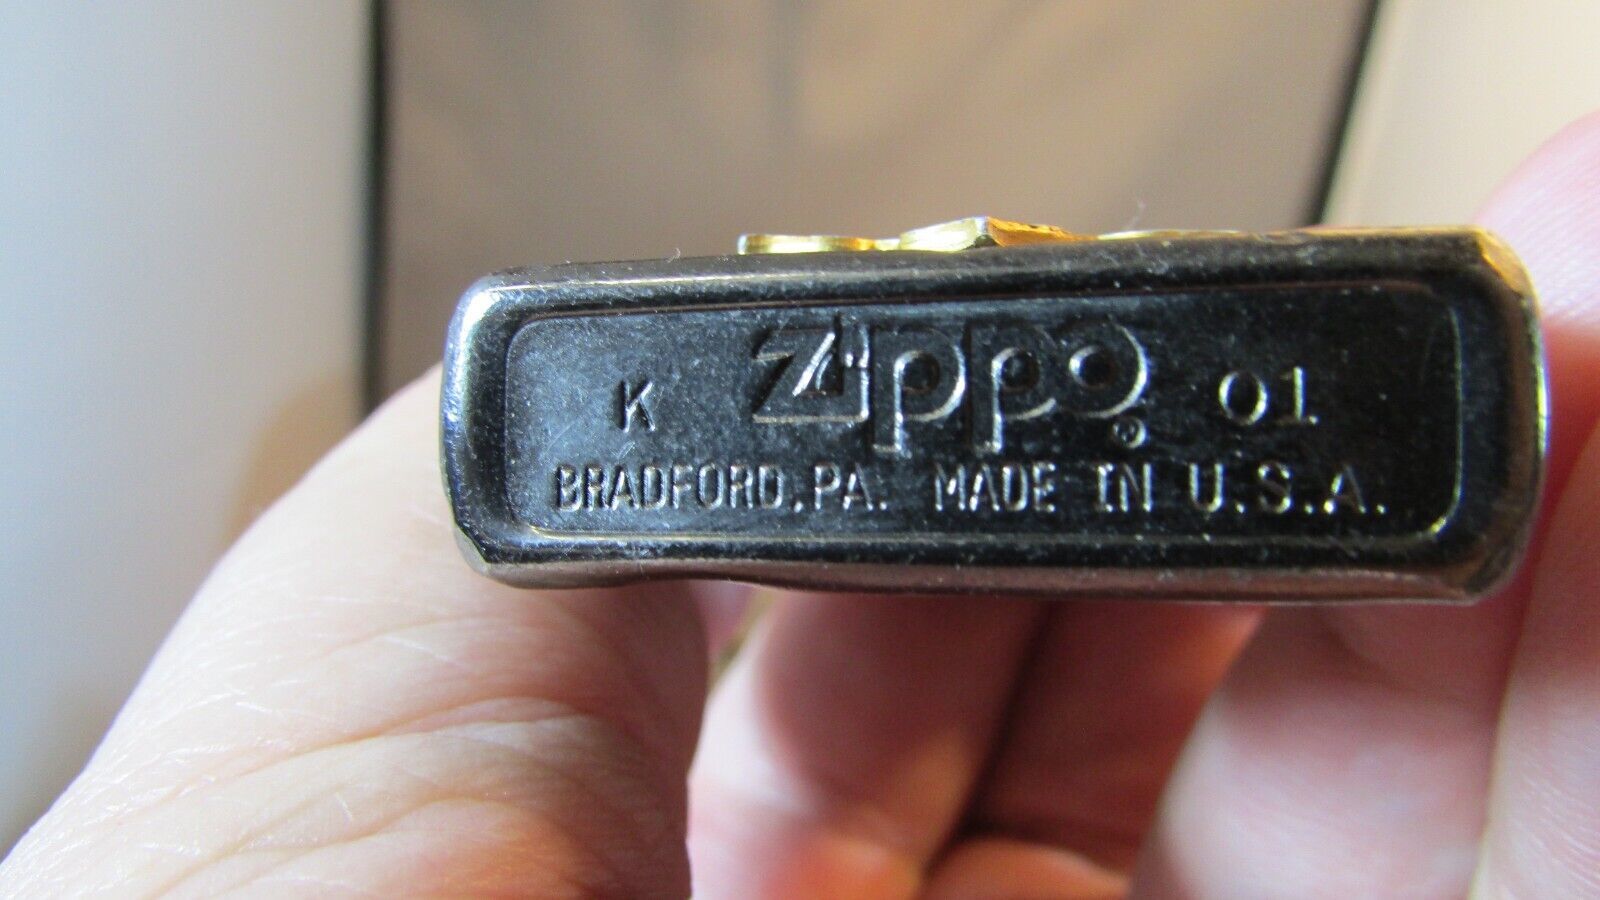 K Zippo ® 01
BRADFORD, PA. MADE IN U.S.A.